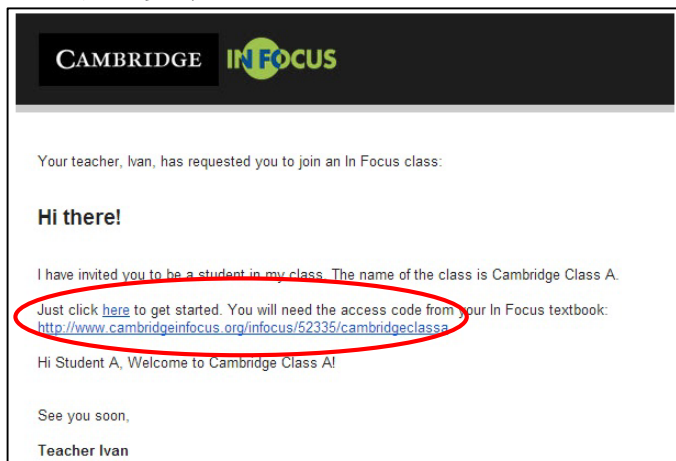 CAMBRIDGE IN FOCUS
Your teacher, Ivan, has requested you to join an In Focus class:
Hi there!
I have invited you to be a student in my class. The name of the class is Cambridge Class A.
Just click here to get started. You will need the access code from your In Focus textbook:
http://www.cambridgeinfocus.org/infocus/52335/cambridgeclassa
Hi Student A, Welcome to Cambridge Class A!
See you soon,
Teacher Ivan